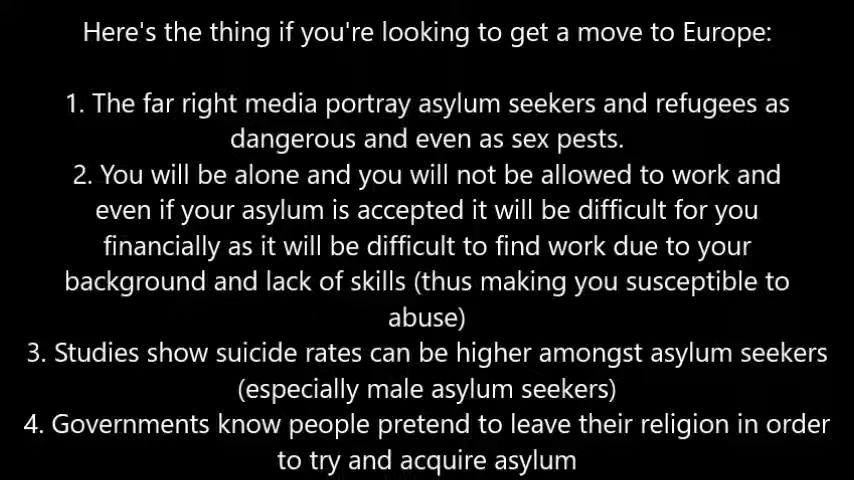 Here's the thing if you're looking to get a move to Europe:
1. The far right media portray asylum seekers and refugees as
dangerous and even as sex pests.
2. You will be alone and you will not be allowed to work and
even if your asylum is accepted it will be difficult for you
financially as it will be difficult to find work due to your
background and lack of skills (thus making you susceptible to
abuse)
3. Studies show suicide rates can be higher amongst asylum seekers
(especially male asylum seekers)
4. Governments know people pretend to leave their religion in order
to try and acquire asylum